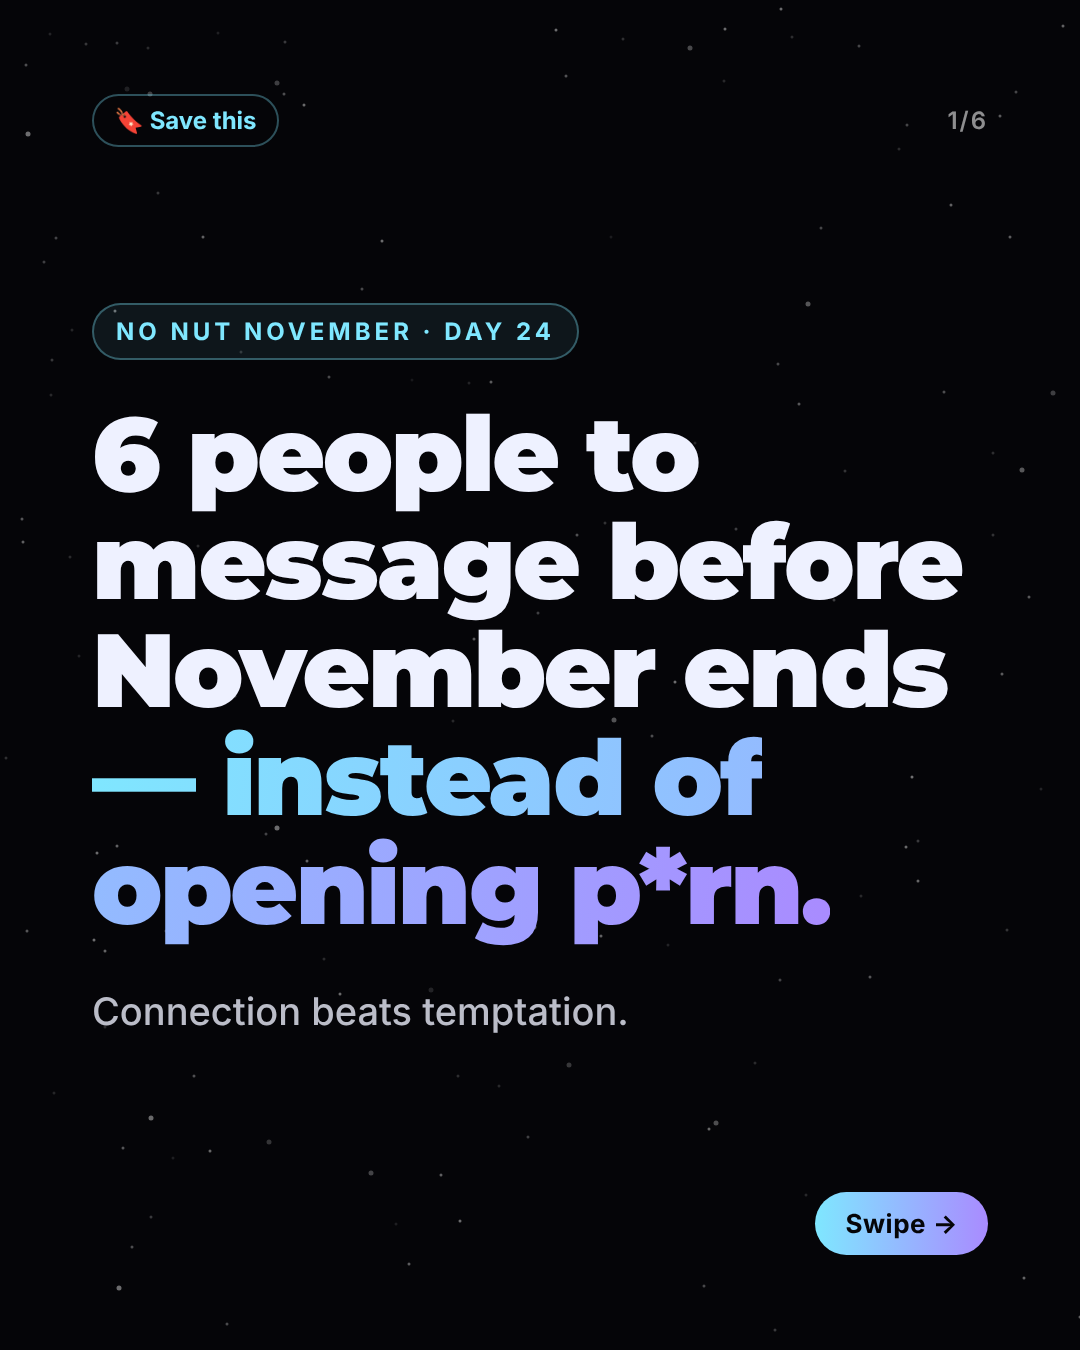 🔖 Save this
1/6
NO NUT NOVEMBER · DAY 24
6 people to
message before
November ends
— instead of
opening p*rn.
Connection beats temptation.
Swipe →